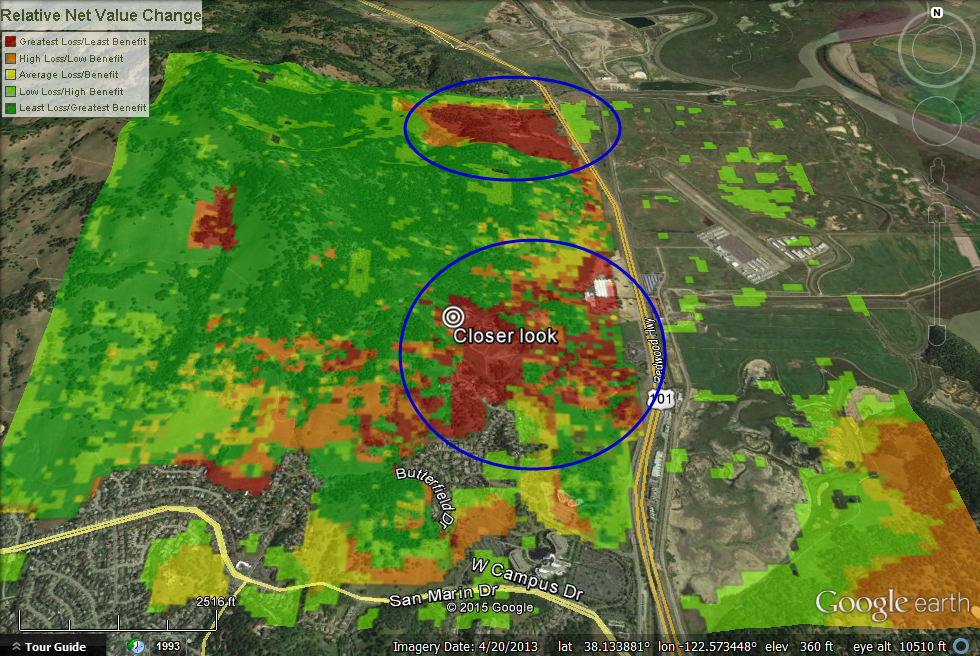 Relative Net Value Change
Greatest Loss/Least Benefit
High Loss/Low Benefit
Average Loss/Benefit
Low Loss/High Benefit
Least Loss/Greatest Benefit
N
Closer look
Redwood Hwy
101
Butterfield Dr
W Campus Dr
San Marin Dr
2516 ft
© 2015 Google
Google earth
Tour Guide
1993
Imagery Date: 4/20/2013 lat 38.133881° lon -122.573448° elev 360 ft eye alt 10510 ft